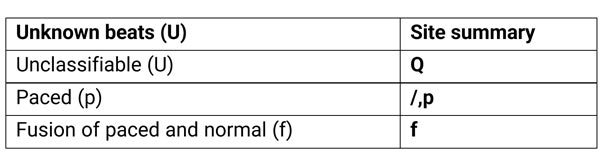 Unknown beats (U) Site summary
Unclassifiable (U) Q
Paced (p) /,p
Fusion of paced and normal (f) f